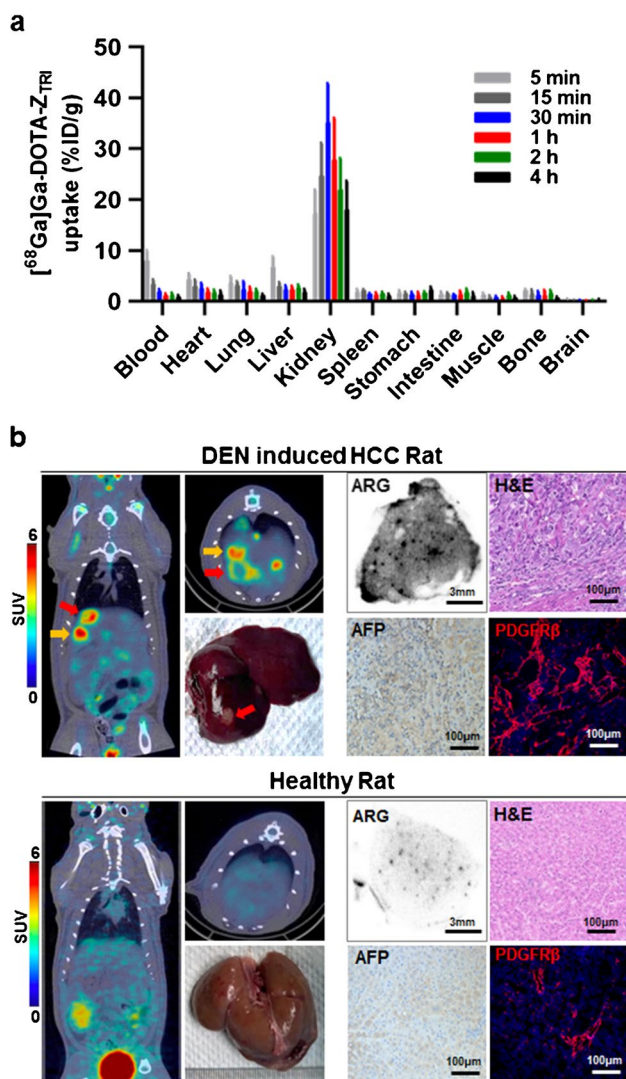 a
[⁶⁸Ga]Ga-DOTA-Z_TRI
uptake (%ID/g)
50
40
30
20
10
0
5 min
15 min
30 min
1 h
2 h
4 h
Blood
Heart
Lung
Liver
Kidney
Spleen
Stomach
Intestine
Muscle
Bone
Brain
b
DEN induced HCC Rat
6
SUV
0
ARG
3mm
H&E
100μm
AFP
100μm
PDGFRβ
100μm
Healthy Rat
6
SUV
0
ARG
3mm
H&E
100μm
AFP
100μm
PDGFRβ
100μm